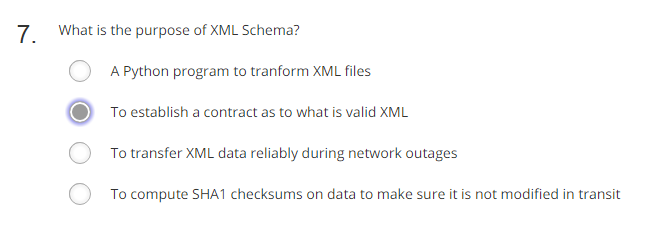 7. What is the purpose of XML Schema?
A Python program to tranform XML files
To establish a contract as to what is valid XML
To transfer XML data reliably during network outages
To compute SHA1 checksums on data to make sure it is not modified in transit